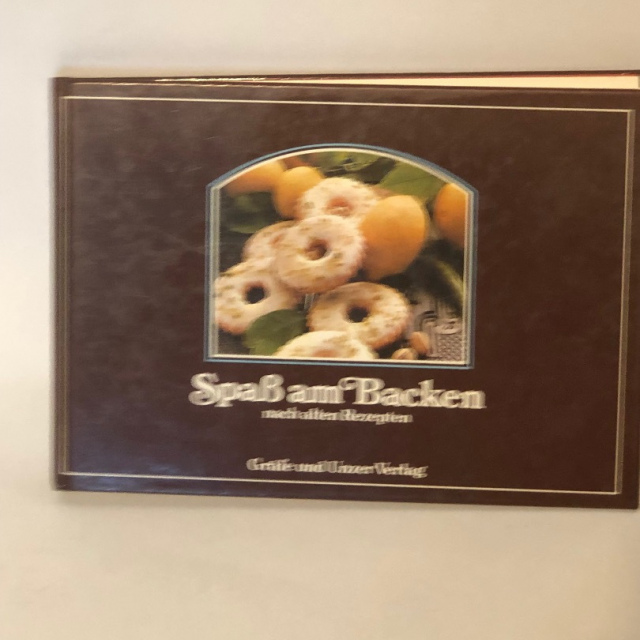 Spaß am Backen
nach alten Rezepten
Gräfe und Unzer Verlag